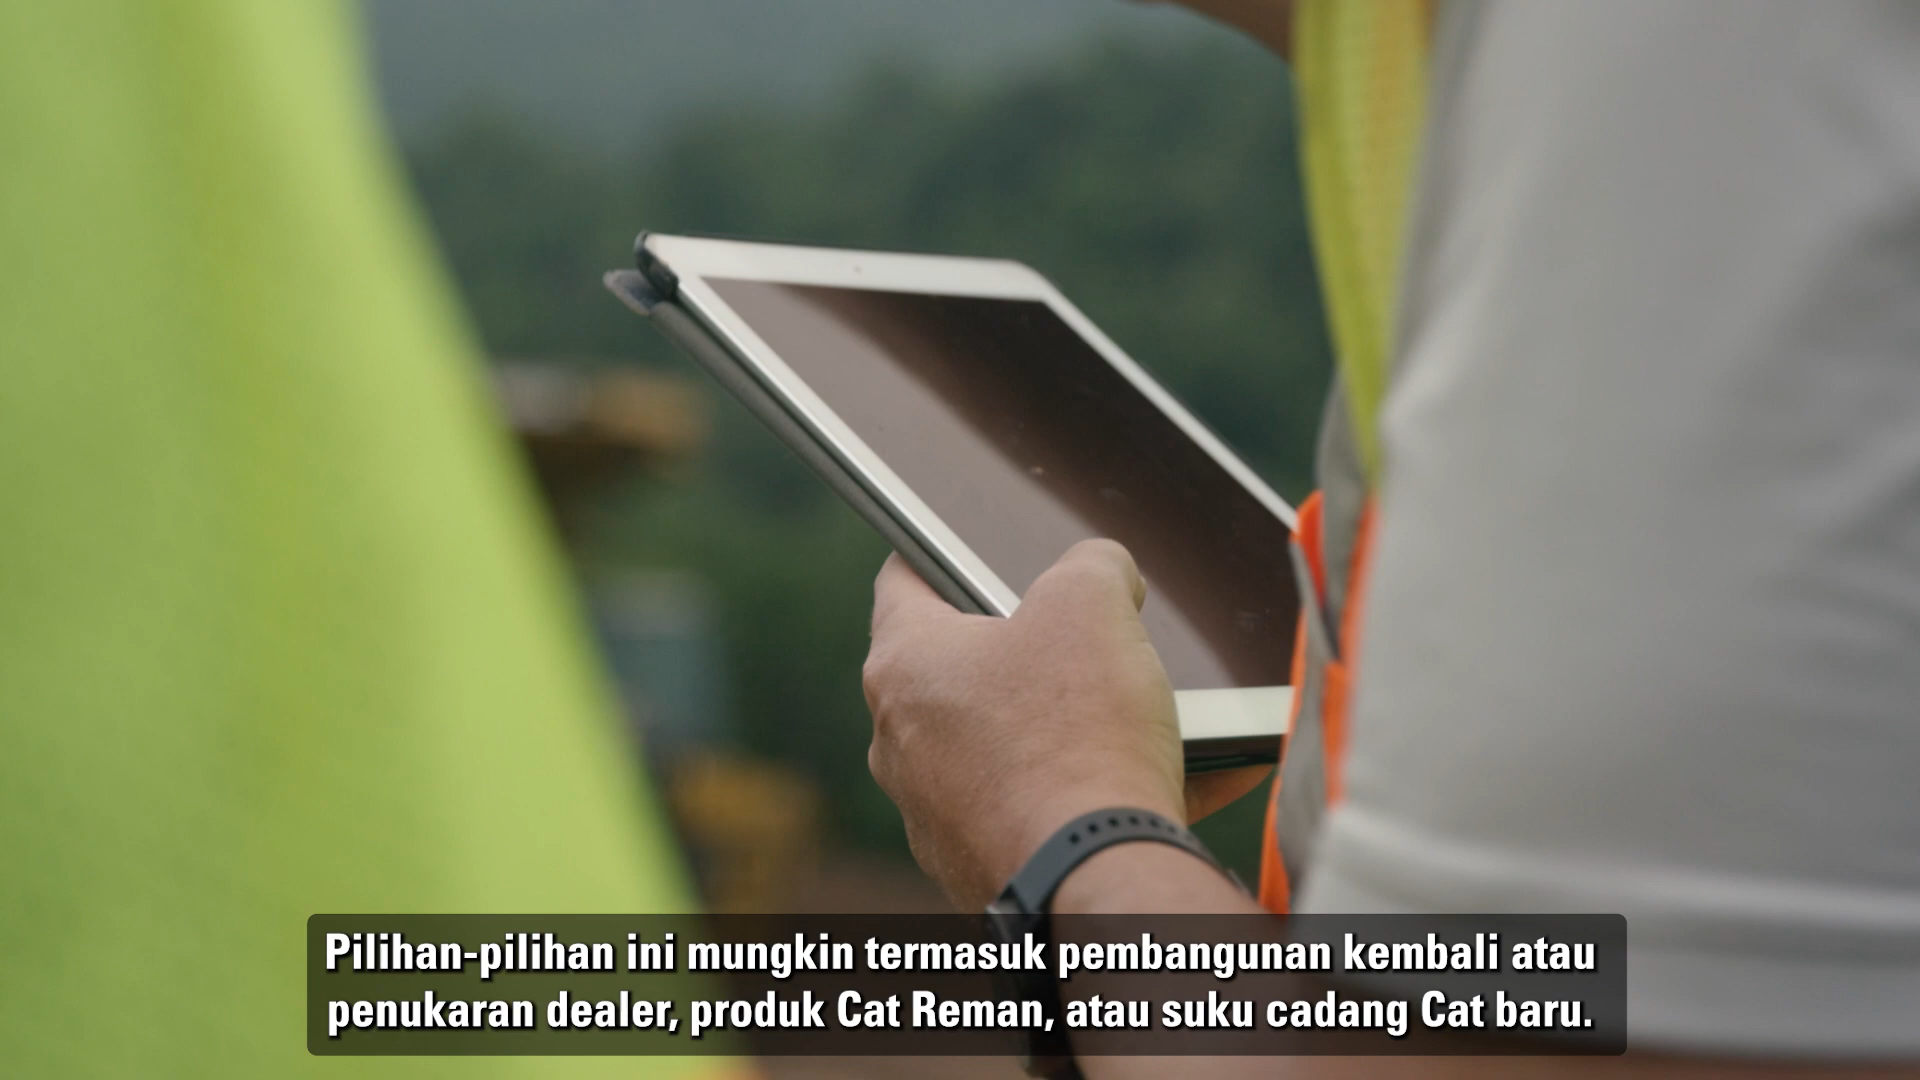 Pilihan-pilihan ini mungkin termasuk pembangunan kembali atau
penukaran dealer, produk Cat Reman, atau suku cadang Cat baru.